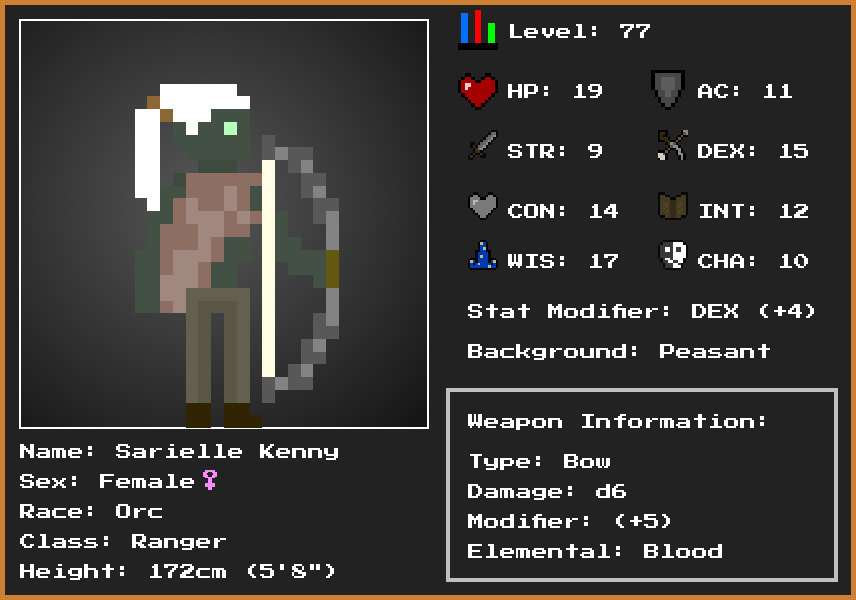 Level: 77
HP: 19
AC: 11
STR: 9
DEX: 15
CON: 14
INT: 12
WIS: 17
CHA: 10
Stat Modifier: DEX (+4)
Background: Peasant
Weapon Information:
Type: Bow
Damage: d6
Modifier: (+5)
Elemental: Blood
Name: Sarielle Kenny
Sex: Female♀
Race: Orc
Class: Ranger
Height: 172cm (5'8")